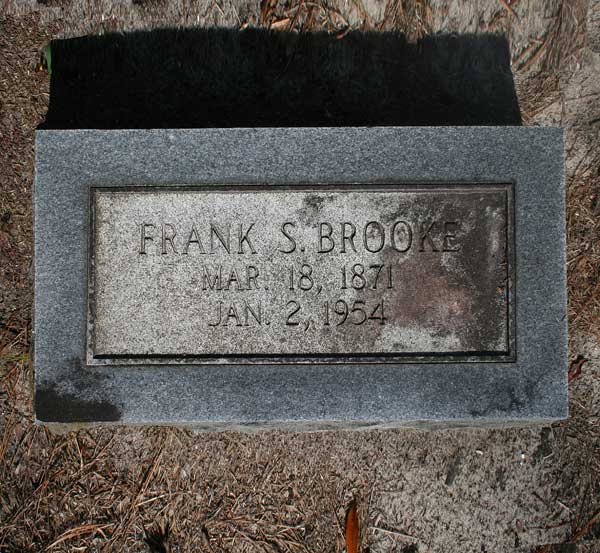 FRANK S. BROOKE
MAR. 18, 1871
JAN. 2, 1954